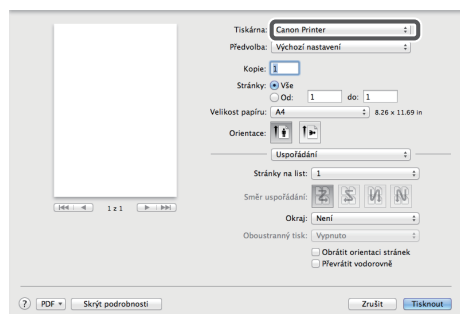 Tiskárna: Canon Printer
Předvolba: Výchozí nastavení
Kopie: 1
Stránky: Vše
Od: 1 do: 1
Velikost papíru: A4 8.26 x 11.69 in
Orientace:
Uspořádání
Stránky na list: 1
Směr uspořádání:
Okraj: Není
Oboustranný tisk: Vypnuto
Obrátit orientaci stránek
Převrátit vodorovně
1 z 1
? PDF Skrýt podrobnosti Zrušit Tisknout